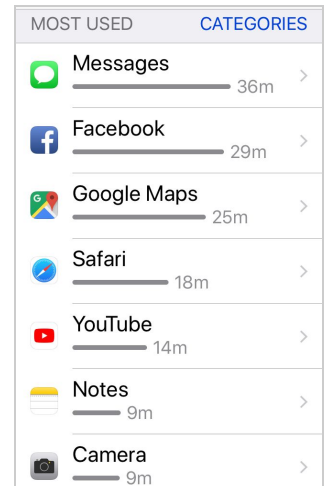 MOST USED CATEGORIES
Messages
36m
Facebook
29m
G
Google Maps
25m
Safari
18m
YouTube
14m
Notes
9m
Camera
9m